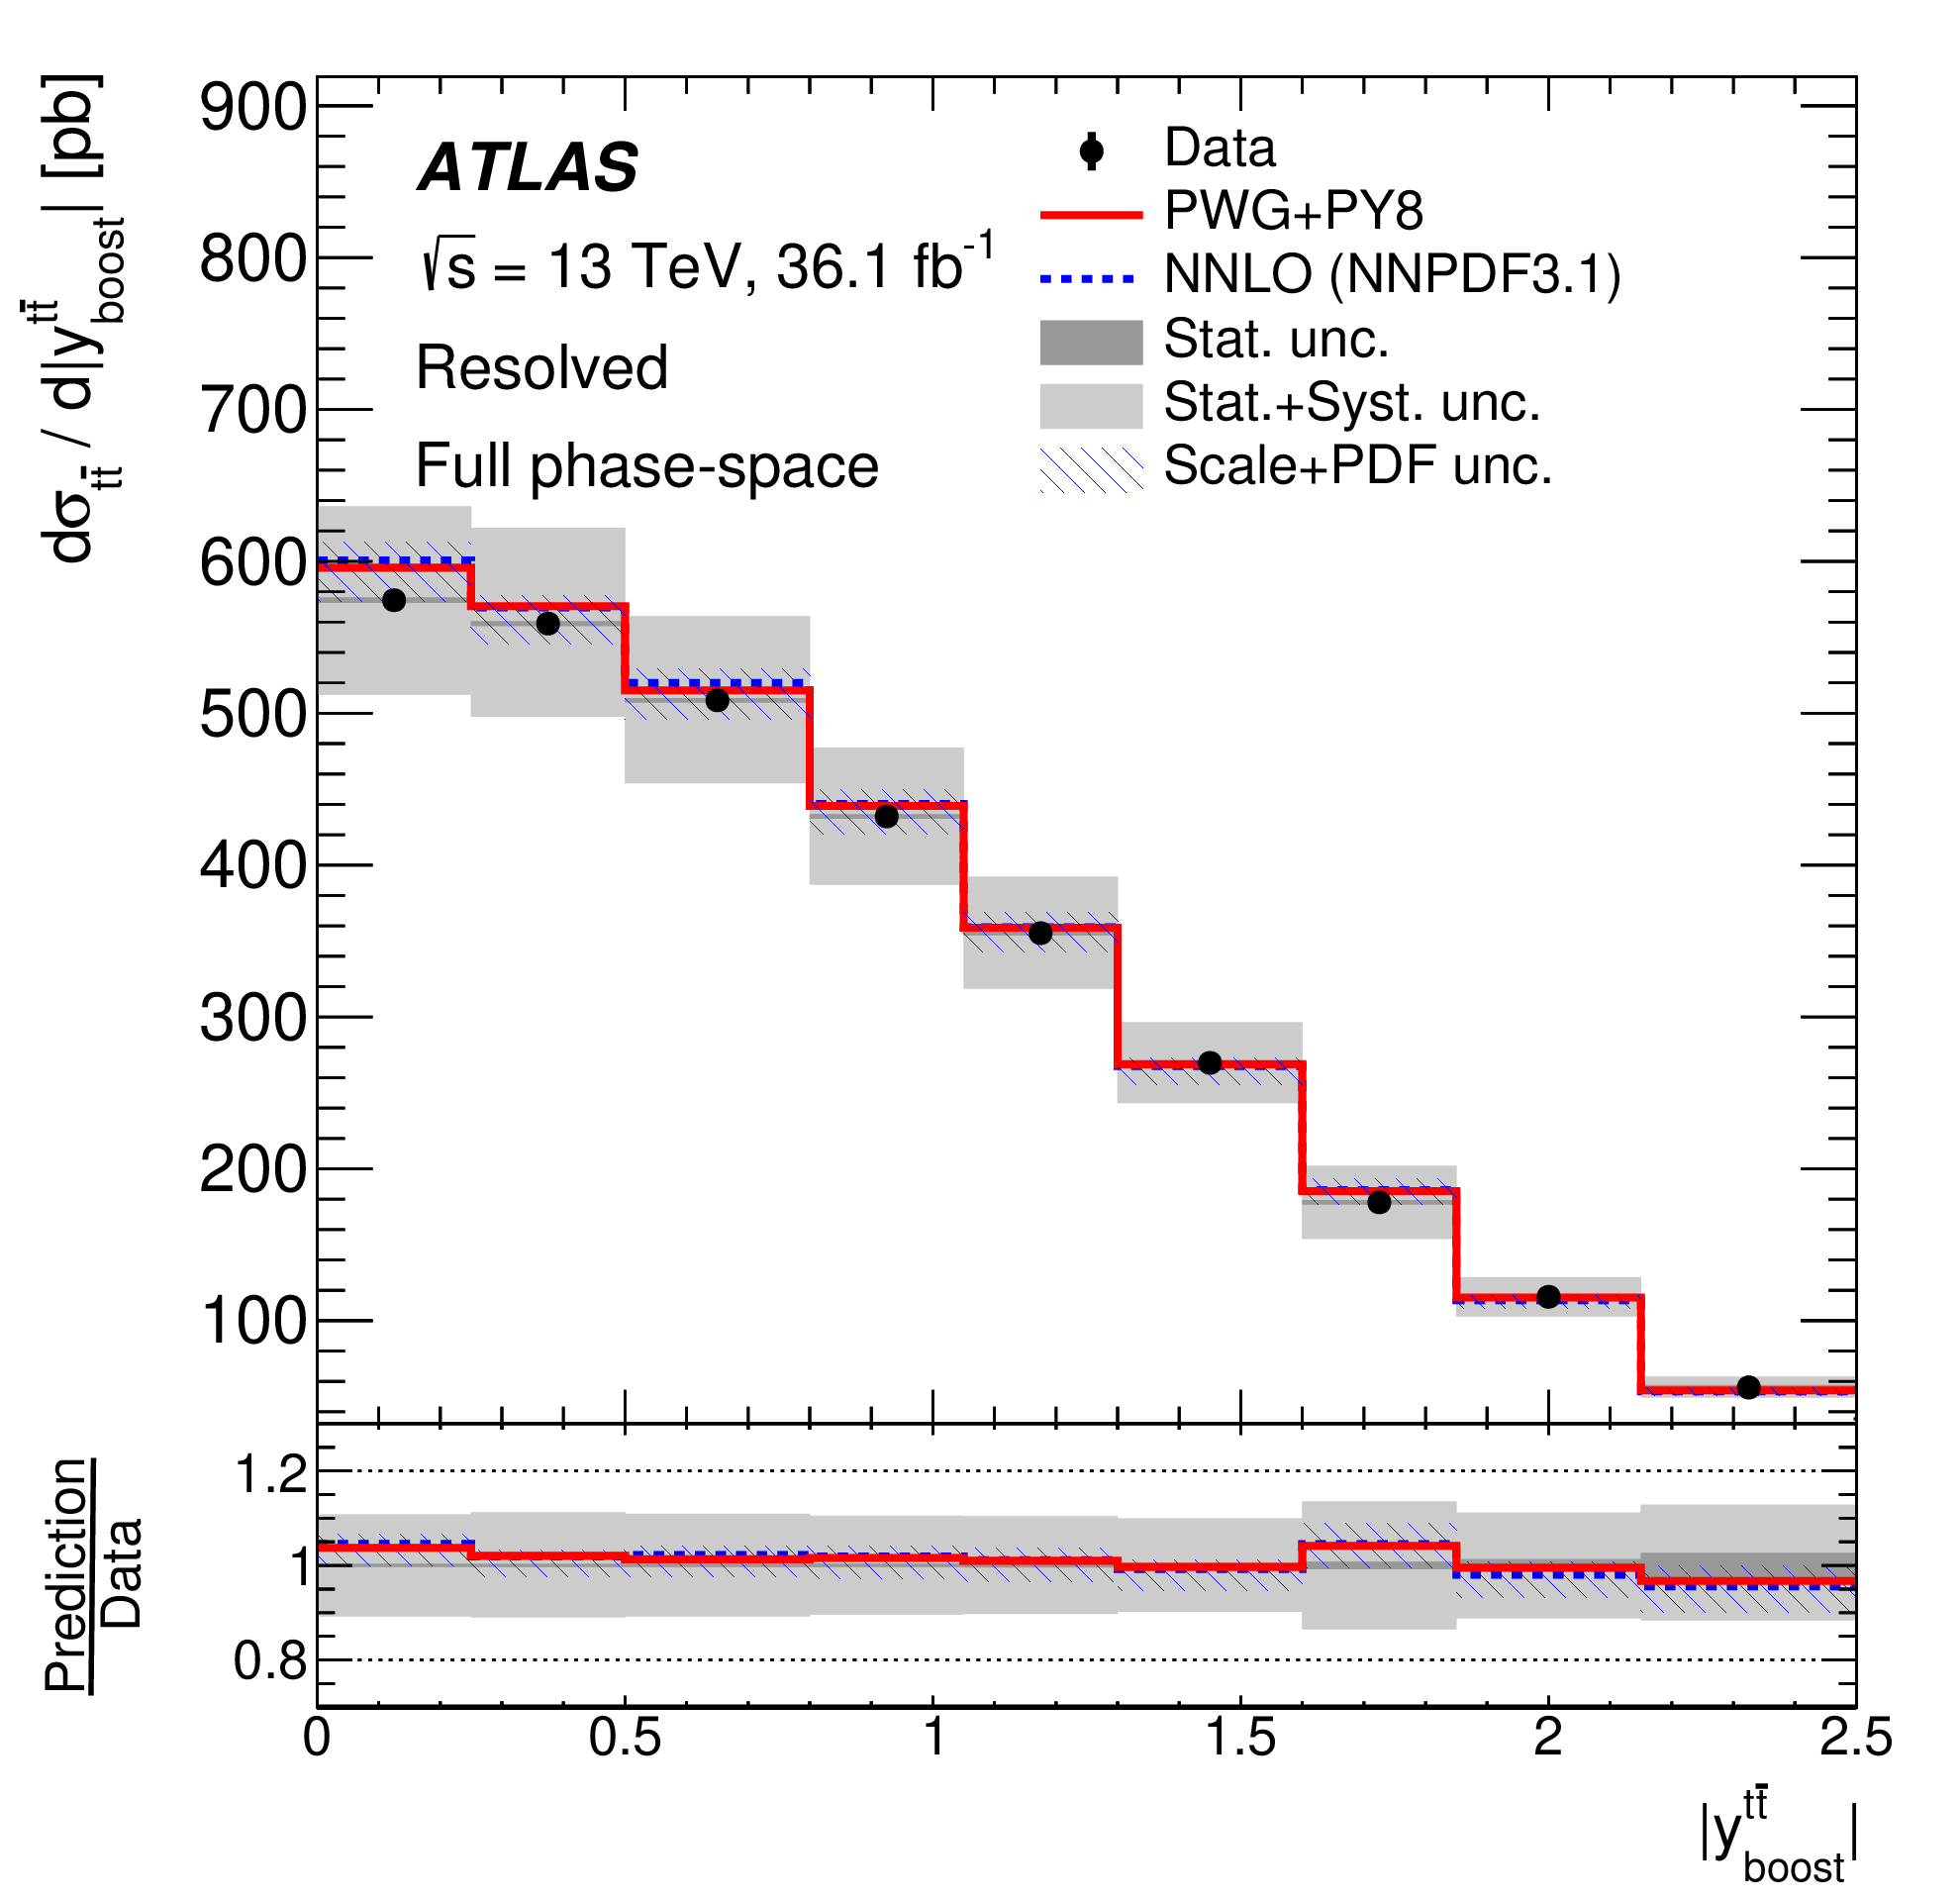 dσtt̄ / d|y tt̄ boost | [pb]
900
800
700
600
500
400
300
200
100
ATLAS
√s = 13 TeV, 36.1 fb-1
Resolved
Full phase-space
Data
PWG+PY8
NNLO (NNPDF3.1)
Stat. unc.
Stat.+Syst. unc.
Scale+PDF unc.
Prediction
Data
1.2
1
0.8
0
0.5
1
1.5
2
2.5
|y tt̄ boost|